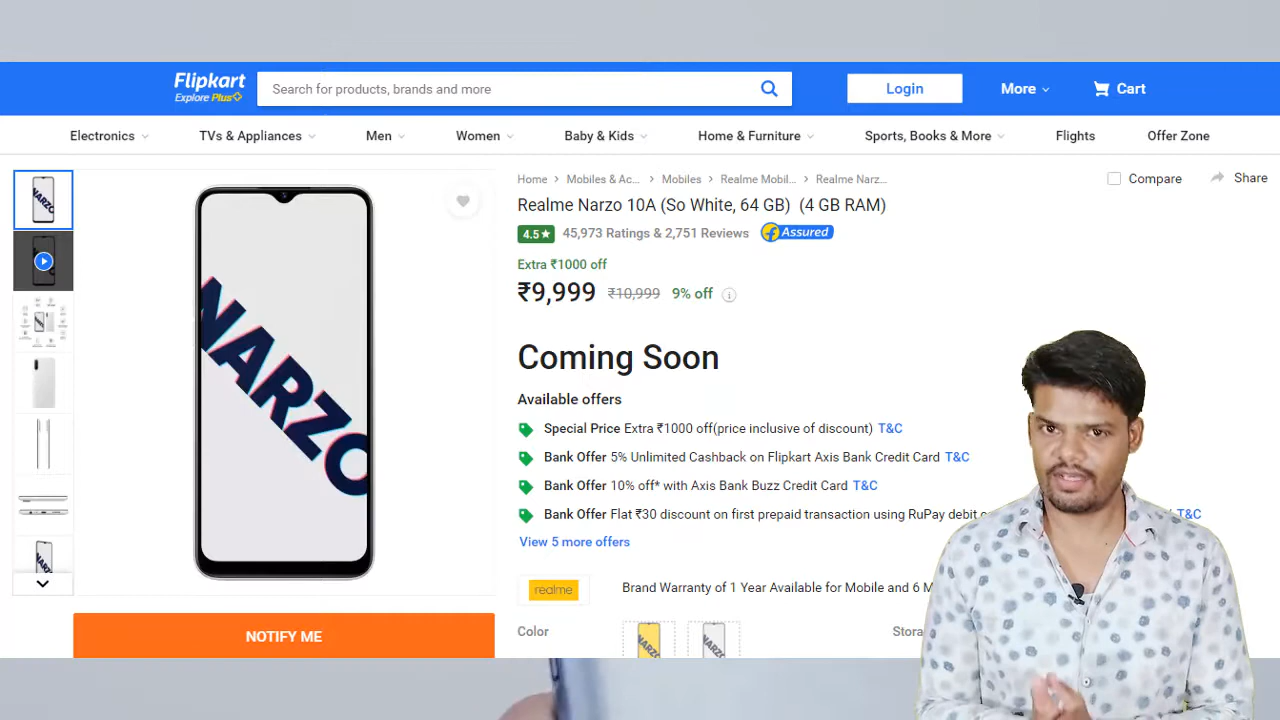 Flipkart
Explore Plus
Search for products, brands and more
Login
More
Cart
Electronics
TVs & Appliances
Men
Women
Baby & Kids
Home & Furniture
Sports, Books & More
Flights
Offer Zone
Home > Mobiles & Ac... > Mobiles > Realme Mobil... > Realme Narz...
Compare
Share
Realme Narzo 10A (So White, 64 GB) (4 GB RAM)
4.5★ 45,973 Ratings & 2,751 Reviews Assured
Extra ₹1000 off
₹9,999 ₹10,999 9% off
Coming Soon
Available offers
Special Price Extra ₹1000 off(price inclusive of discount) T&C
Bank Offer 5% Unlimited Cashback on Flipkart Axis Bank Credit Card T&C
Bank Offer 10% off* with Axis Bank Buzz Credit Card T&C
Bank Offer Flat ₹30 discount on first prepaid transaction using RuPay debit T&C
View 5 more offers
realme
Brand Warranty of 1 Year Available for Mobile and 6
Color
NARZO
NOTIFY ME